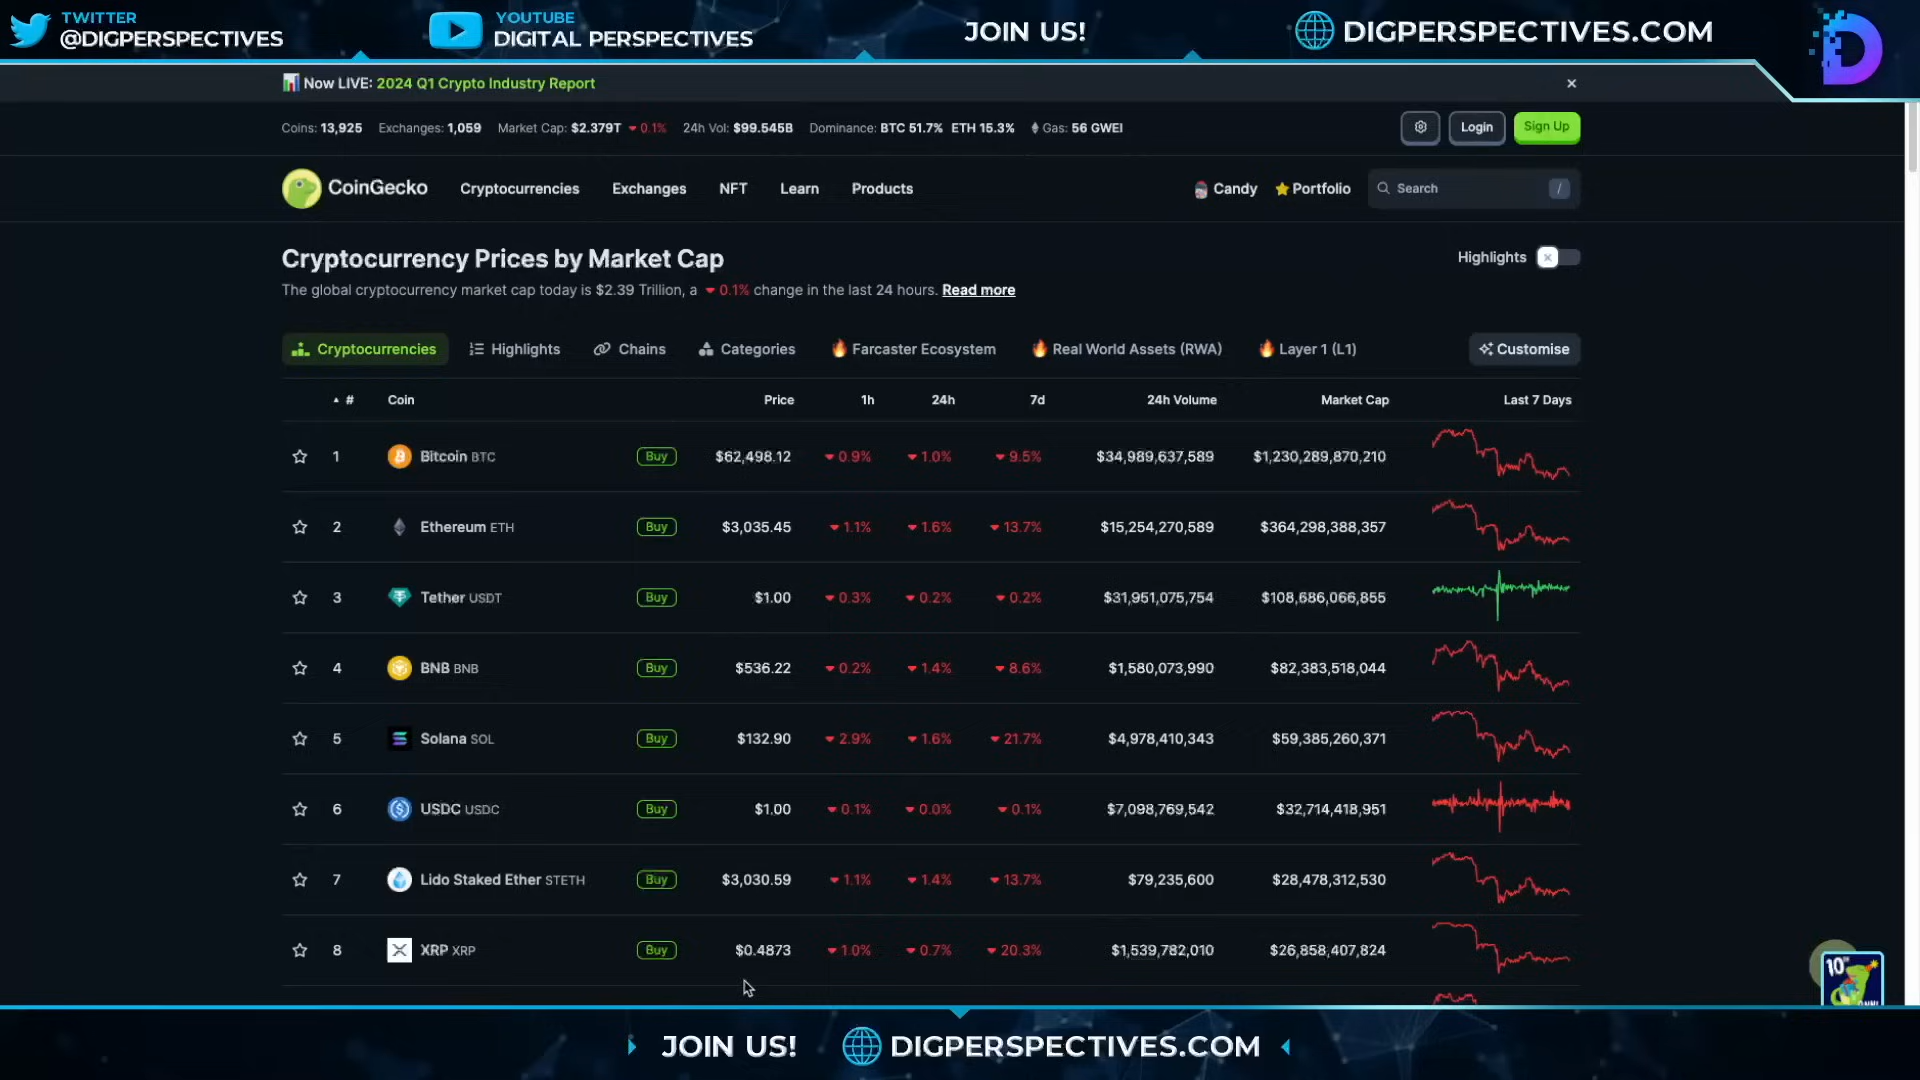 TWITTER
@DIGPERSPECTIVES
YOUTUBE
DIGITAL PERSPECTIVES
JOIN US!
DIGPERSPECTIVES.COM
Now LIVE: 2024 Q1 Crypto Industry Report
Coins: 13,925 Exchanges: 1,059 Market Cap: $2.379T 0.1% 24h Vol: $99.545B Dominance: BTC 51.7% ETH 15.3% Gas: 56 GWEI
Login Sign Up
CoinGecko Cryptocurrencies Exchanges NFT Learn Products Candy Portfolio Search /
Cryptocurrency Prices by Market Cap
Highlights
The global cryptocurrency market cap today is $2.39 Trillion, a 0.1% change in the last 24 hours. Read more
Cryptocurrencies Highlights Chains Categories Farcaster Ecosystem Real World Assets (RWA) Layer 1 (L1) Customise
# Coin Price 1h 24h 7d 24h Volume Market Cap Last 7 Days
1 Bitcoin BTC Buy $62,498.12 0.9% 1.0% 9.5% $34,989,637,589 $1,230,289,870,210
2 Ethereum ETH Buy $3,035.45 1.1% 1.6% 13.7% $15,254,270,589 $364,298,388,357
3 Tether USDT Buy $1.00 0.3% 0.2% 0.2% $31,951,075,754 $108,686,066,855
4 BNB BNB Buy $536.22 0.2% 1.4% 8.6% $1,580,073,990 $82,383,518,044
5 Solana SOL Buy $132.90 2.9% 1.6% 21.7% $4,978,410,343 $59,385,260,371
6 USDC USDC Buy $1.00 0.1% 0.0% 0.1% $7,098,769,542 $32,714,418,951
7 Lido Staked Ether STETH Buy $3,030.59 1.1% 1.4% 13.7% $79,235,600 $28,478,312,530
8 XRP XRP Buy $0.4873 1.0% 0.7% 20.3% $1,539,782,010 $26,858,407,824
JOIN US! DIGPERSPECTIVES.COM